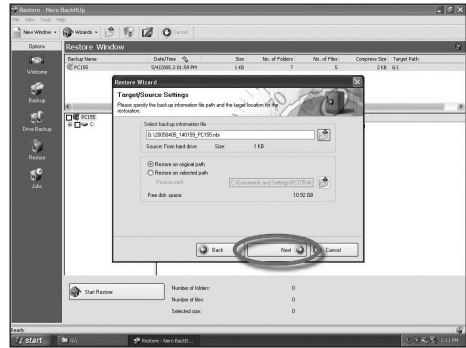 Restore - Nero BackItUp
File View Tools Help
New Window Wizards Cancel
Options
Restore Window
Welcome
Backup
Drive Backup
Restore
Jobs
Backup Name Date/Time Size No. of Folders No. of Files Compress Size Target Path
PC155 5/4/2005 2:01:59 PM 1 KB 7 5 2 KB G:\,
PC155
C:
Restore Wizard
Target/Source Settings
Please specify the backup information file path and the target location for the restoration.
Select backup information file
G:\20050405_140159_PC155.nbi
Source: From hard drive Size: 1 KB
Restore on original path
Restore on selected path
Restore path:
C:\Documents and Settings\PC155\M
Free disk space: 10.92 GB
Back Next Cancel
Start Restore
Number of folders: 0
Number of files: 0
Selected size: 0
Ready
start G:\ Restore - Nero BackIt... 2:11 PM